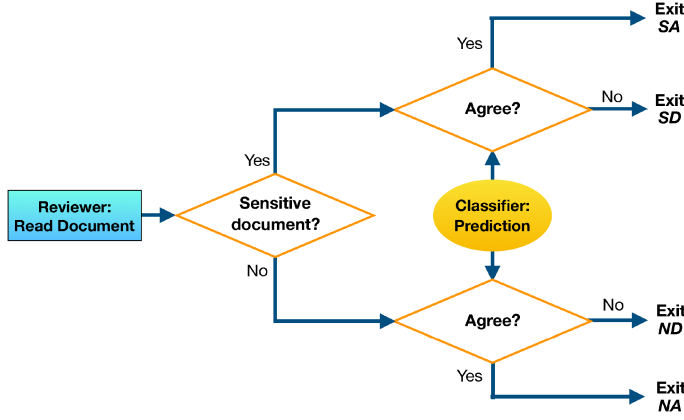 Reviewer:
Read Document
Sensitive
document?
Yes
No
Agree?
Yes
Exit
SA
No
Exit
SD
Classifier:
Prediction
Agree?
No
Exit
ND
Yes
Exit
NA